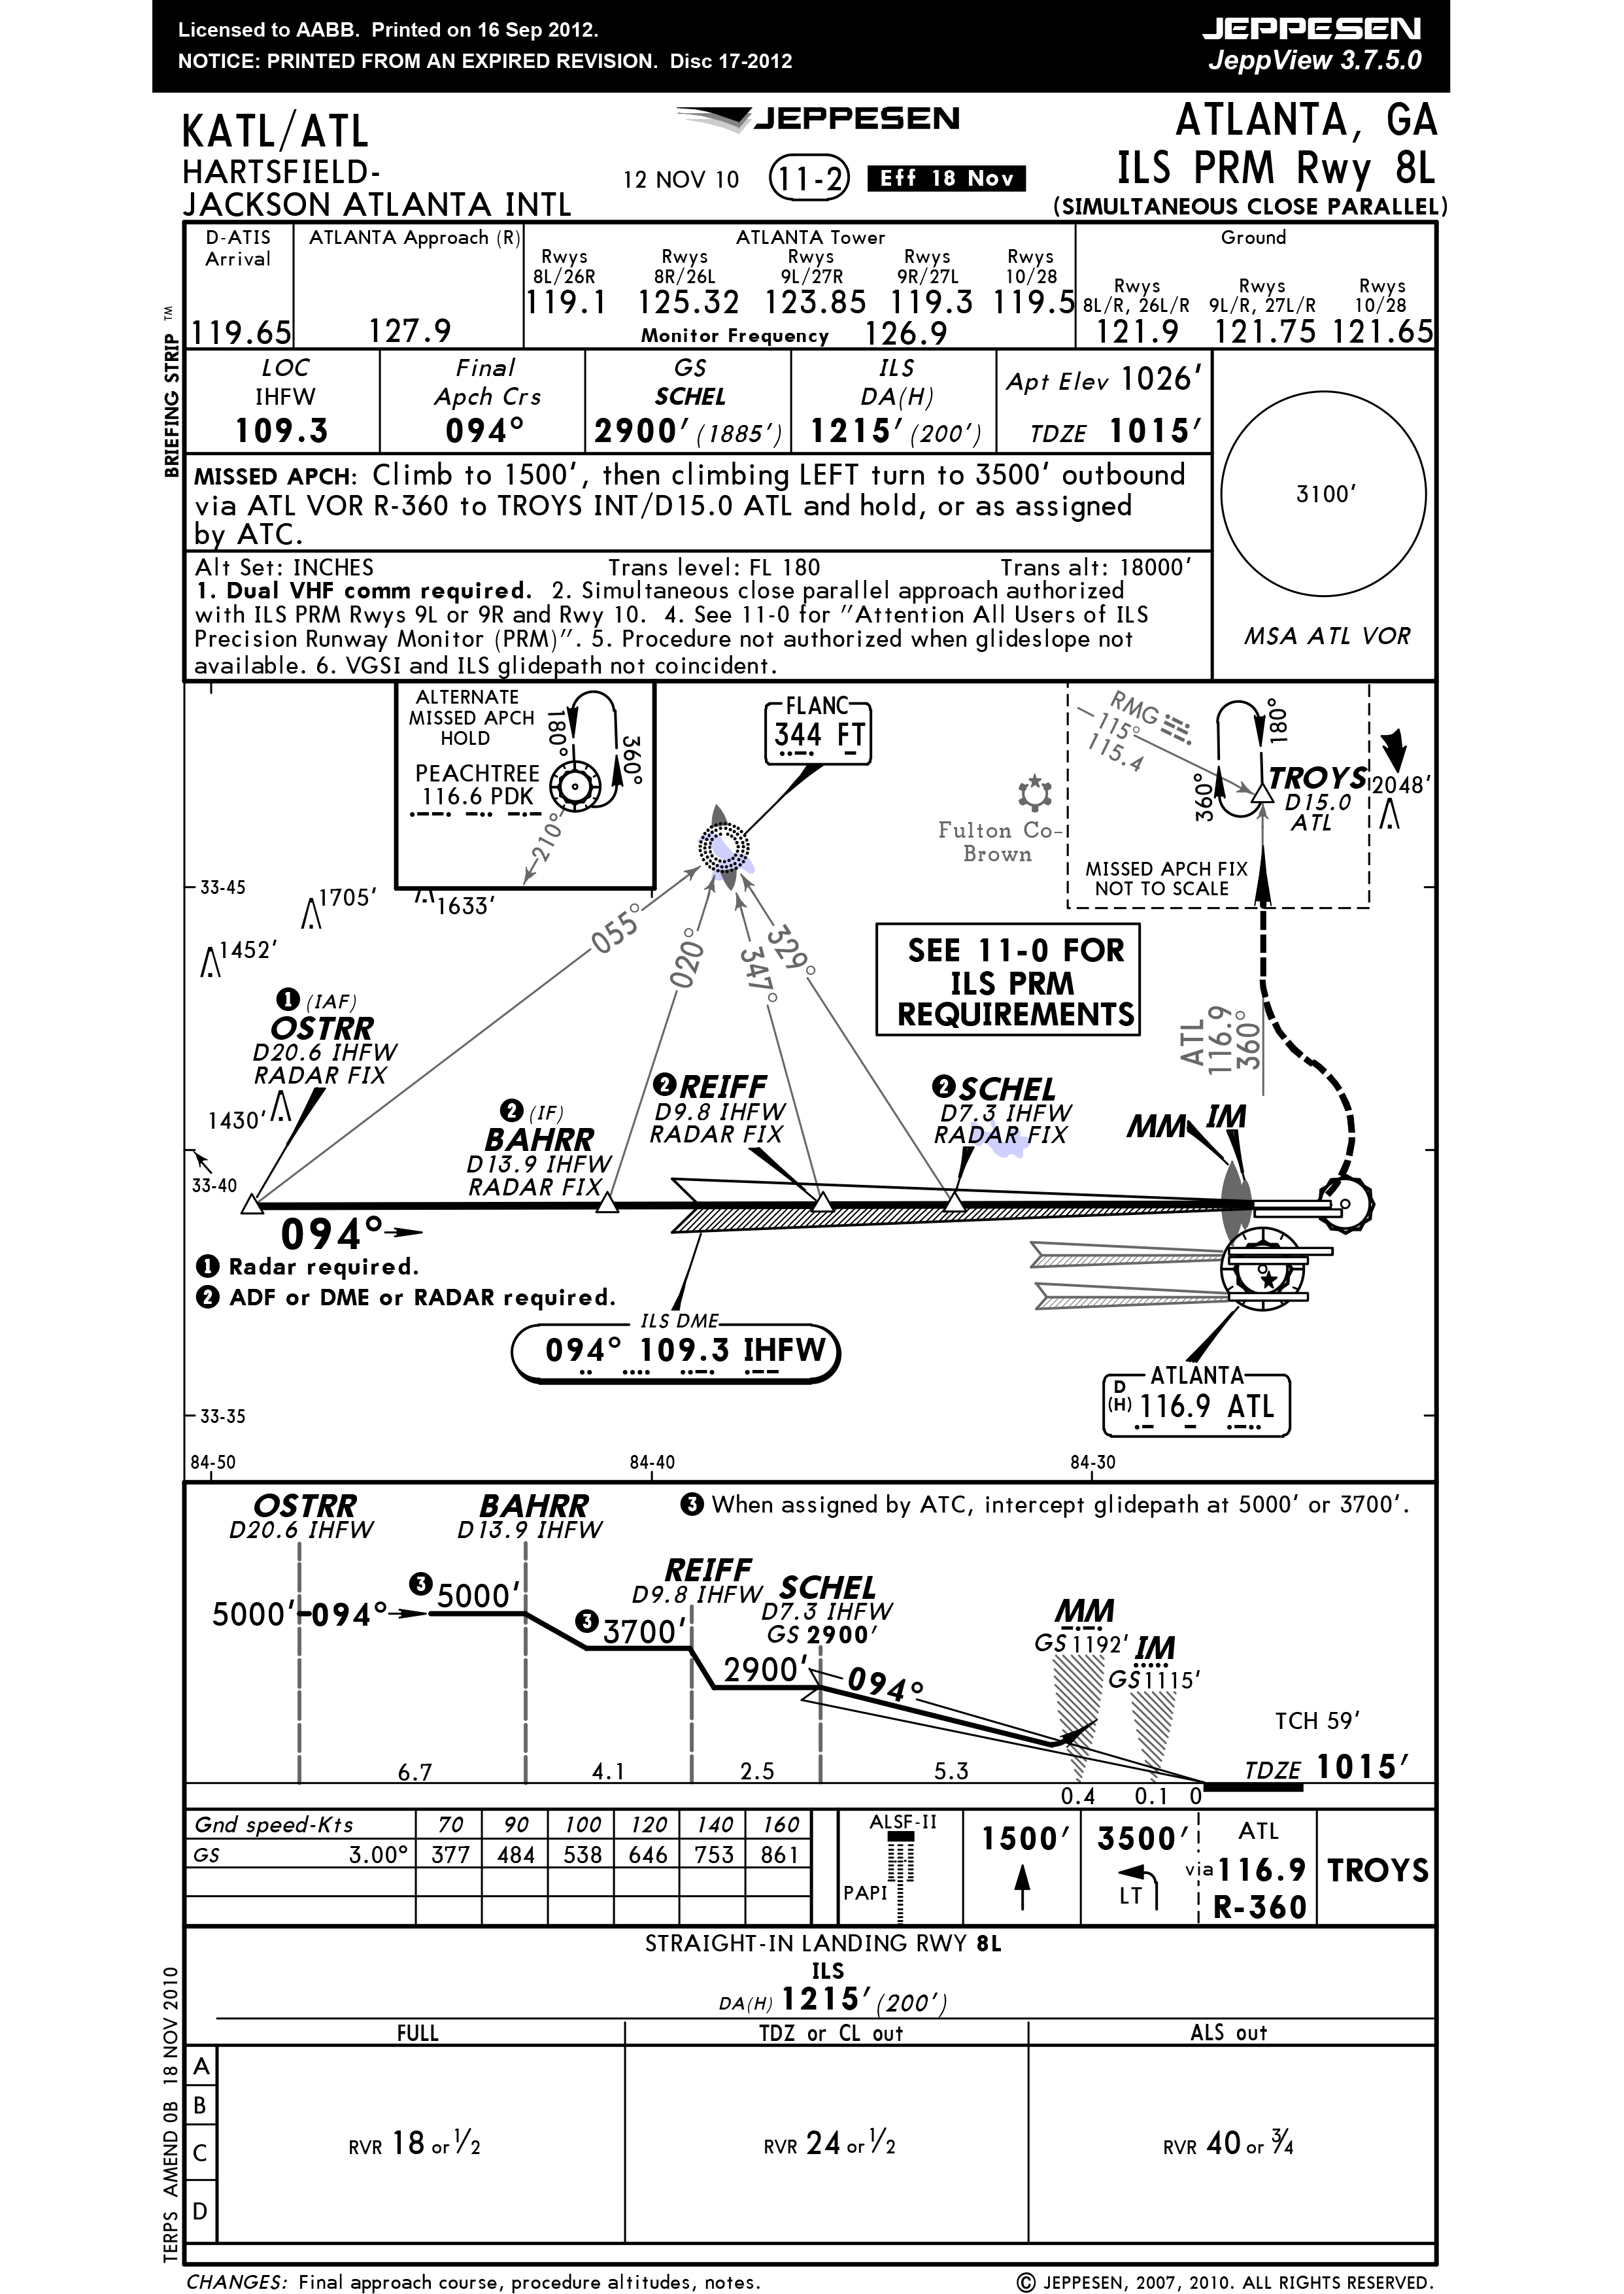 Licensed to AABB.  Printed on 16 Sep 2012.
NOTICE: PRINTED FROM AN EXPIRED REVISION.  Disc 17-2012
JEPPESEN
JeppView 3.7.5.0
KATL/ATL
HARTSFIELD-
JACKSON ATLANTA INTL
JEPPESEN
12 NOV 10 11-2 Eff 18 Nov
ATLANTA, GA
ILS PRM Rwy 8L
(SIMULTANEOUS CLOSE PARALLEL)
BRIEFING STRIP ™
D-ATIS
Arrival
119.65
ATLANTA Approach (R)
127.9
ATLANTA Tower
Rwys Rwys Rwys Rwys Rwys
8L/26R 8R/26L 9L/27R 9R/27L 10/28
119.1 125.32 123.85 119.3 119.5
Monitor Frequency 126.9
Ground
Rwys Rwys Rwys
8L/R, 26L/R 9L/R, 27L/R 10/28
121.9 121.75 121.65
LOC
IHFW
109.3
Final
Apch Crs
094°
GS
SCHEL
2900' (1885')
ILS
DA(H)
1215' (200')
Apt Elev 1026'
TDZE 1015'
MISSED APCH: Climb to 1500', then climbing LEFT turn to 3500' outbound
via ATL VOR R-360 to TROYS INT/D15.0 ATL and hold, or as assigned
by ATC.
Alt Set: INCHES Trans level: FL 180 Trans alt: 18000'
1. Dual VHF comm required. 2. Simultaneous close parallel approach authorized
with ILS PRM Rwys 9L or 9R and Rwy 10. 4. See 11-0 for "Attention All Users of ILS
Precision Runway Monitor (PRM)". 5. Procedure not authorized when glideslope not
available. 6. VGSI and ILS glidepath not coincident.
3100'
MSA ATL VOR
ALTERNATE
MISSED APCH
HOLD
PEACHTREE
116.6 PDK
180°
360°
210°
FLANC
344 FT
RMG
115°
115.4
180°
360°
TROYS
D15.0
ATL
MISSED APCH FIX
NOT TO SCALE
2048'
Fulton Co-
Brown
33-45
1705'
1633'
1452'
055°
020°
347°
329°
SEE 11-0 FOR
ILS PRM
REQUIREMENTS
1 (IAF)
OSTRR
D20.6 IHFW
RADAR FIX
1430'
33-40
2 (IF)
BAHRR
D13.9 IHFW
RADAR FIX
2 REIFF
D9.8 IHFW
RADAR FIX
2 SCHEL
D7.3 IHFW
RADAR FIX
ATL
116.9
360°
MM
IM
094°
1 Radar required.
2 ADF or DME or RADAR required.
ILS DME
094° 109.3 IHFW
ATLANTA
D
(H) 116.9 ATL
33-35
84-50 84-40 84-30
OSTRR
D20.6 IHFW
BAHRR
D13.9 IHFW
3 When assigned by ATC, intercept glidepath at 5000' or 3700'.
REIFF
D9.8 IHFW
SCHEL
D7.3 IHFW
GS 2900'
5000' 094° 3 5000'
3 3700'
2900'
094°
MM
GS 1192'
IM
GS 1115'
TCH 59'
TDZE 1015'
6.7 4.1 2.5 5.3
0.4 0.1 0
Gnd speed-Kts 70 90 100 120 140 160
GS 3.00° 377 484 538 646 753 861
ALSF-II
PAPI
1500'
3500'
LT
via
ATL
116.9
R-360
TROYS
STRAIGHT-IN LANDING RWY 8L
ILS
DA(H) 1215' (200')
FULL TDZ or CL out ALS out
A
B
C
D
RVR 18 or 1/2 RVR 24 or 1/2 RVR 40 or 3/4
TERPS AMEND 0B 18 NOV 2010
CHANGES: Final approach course, procedure altitudes, notes.
© JEPPESEN, 2007, 2010. ALL RIGHTS RESERVED.